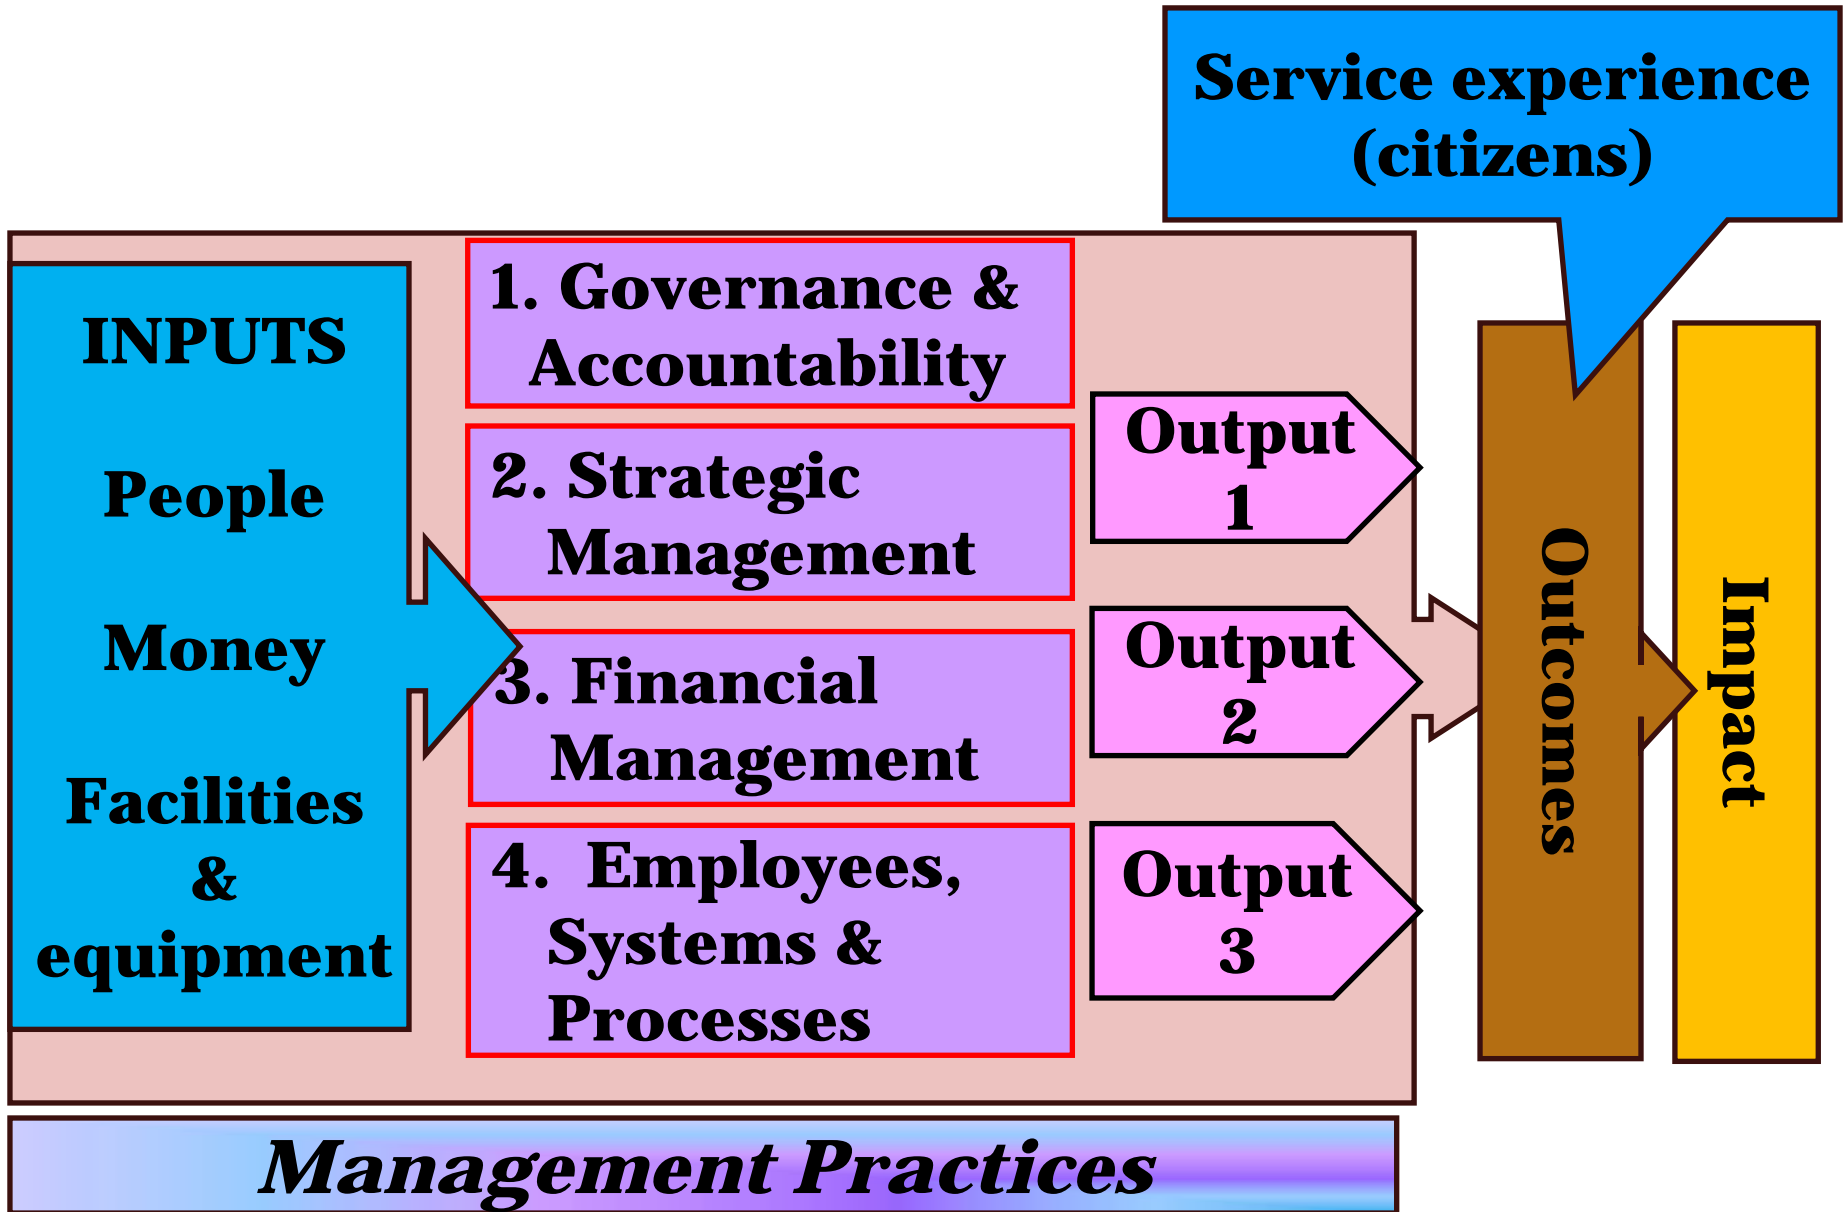 Service experience
(citizens)
INPUTS
People
Money
Facilities
&
equipment
1. Governance &
Accountability
2. Strategic
Management
3. Financial
Management
4. Employees,
Systems &
Processes
Output
1
Output
2
Output
3
Outcomes
Impact
Management Practices